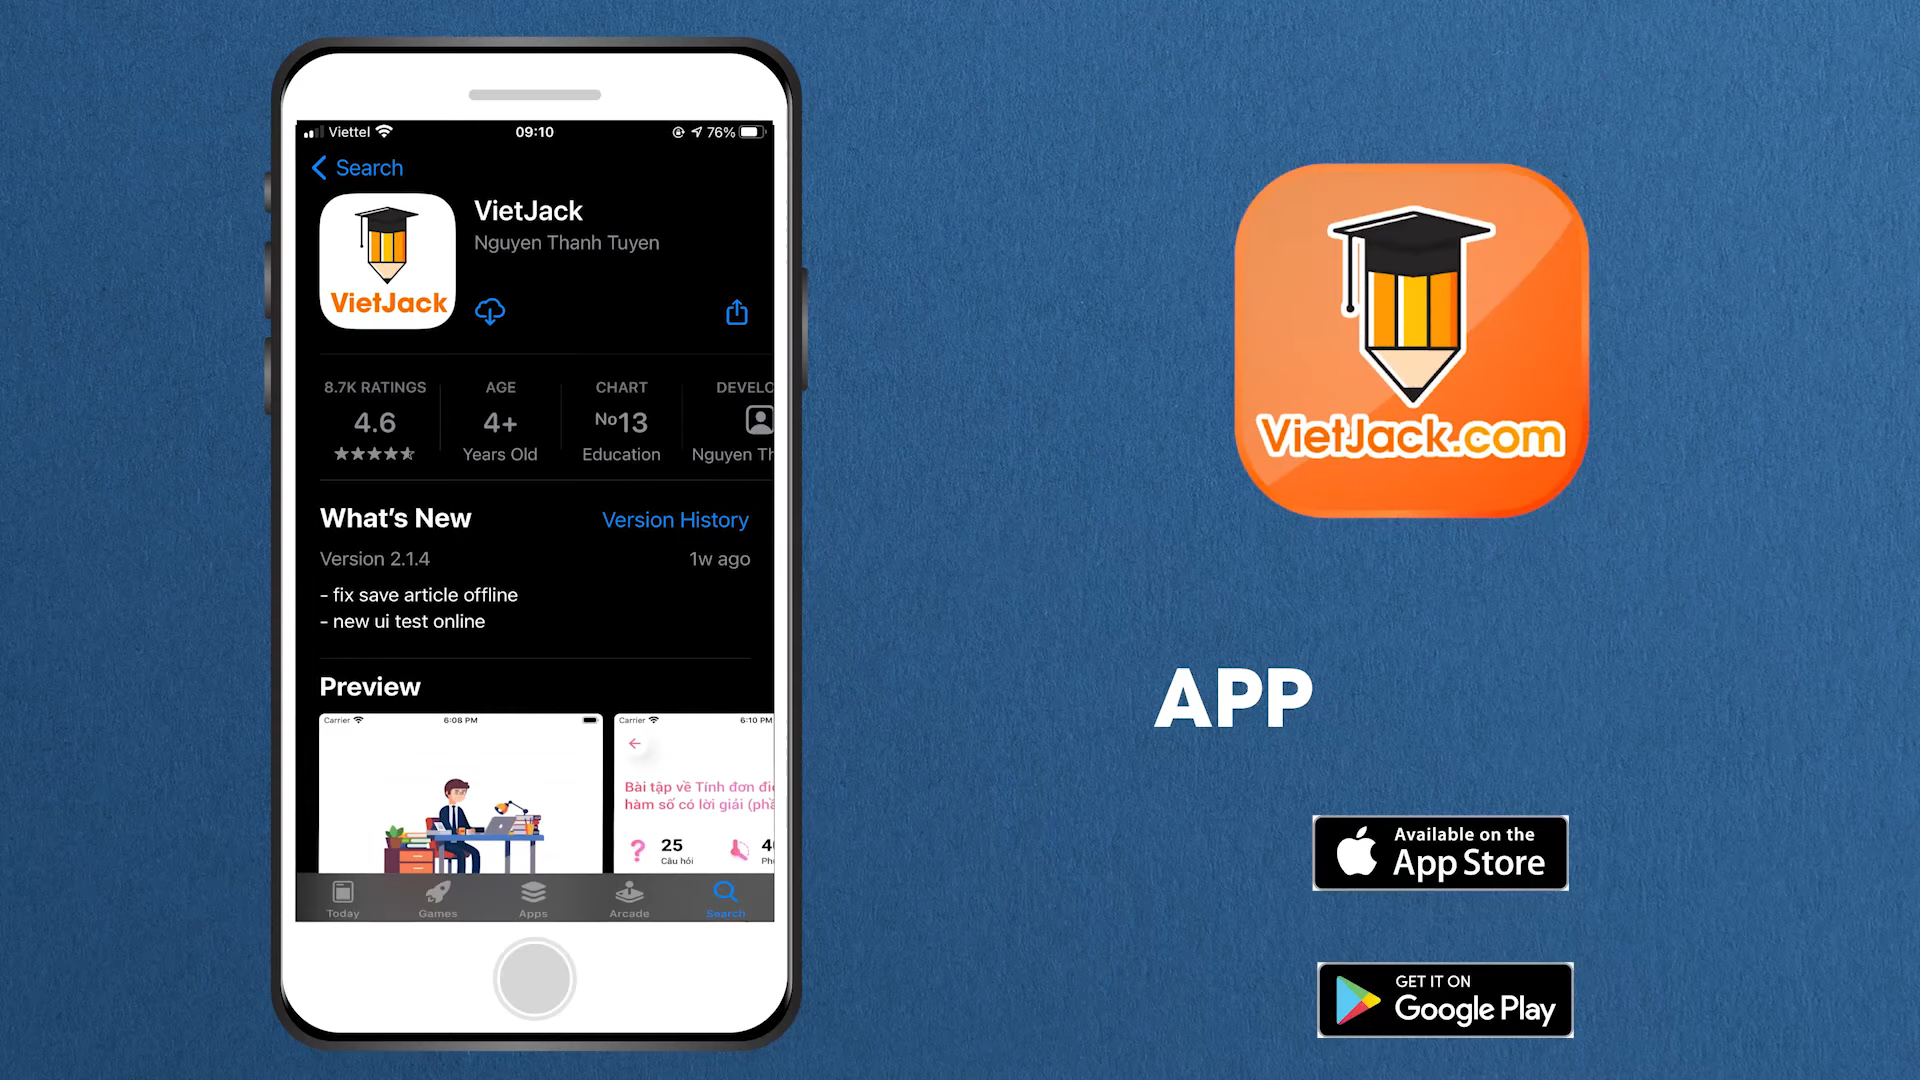 Viettel 09:10 76%
Search
VietJack
Nguyen Thanh Tuyen
VietJack
8.7K RATINGS AGE CHART DEVELO
4.6 4+ No13
Years Old Education Nguyen Th
What's New Version History
Version 2.1.4 1w ago
- fix save article offline
- new ui test online
Preview
Carrier 6:08 PM
Carrier 6:10 PM
Bài tập về Tính đơn đi
hàm số có lời giải (phầ
25
Câu hỏi
Today Games Apps Arcade Search
VietJack.com
APP
Available on the
App Store
GET IT ON
Google Play